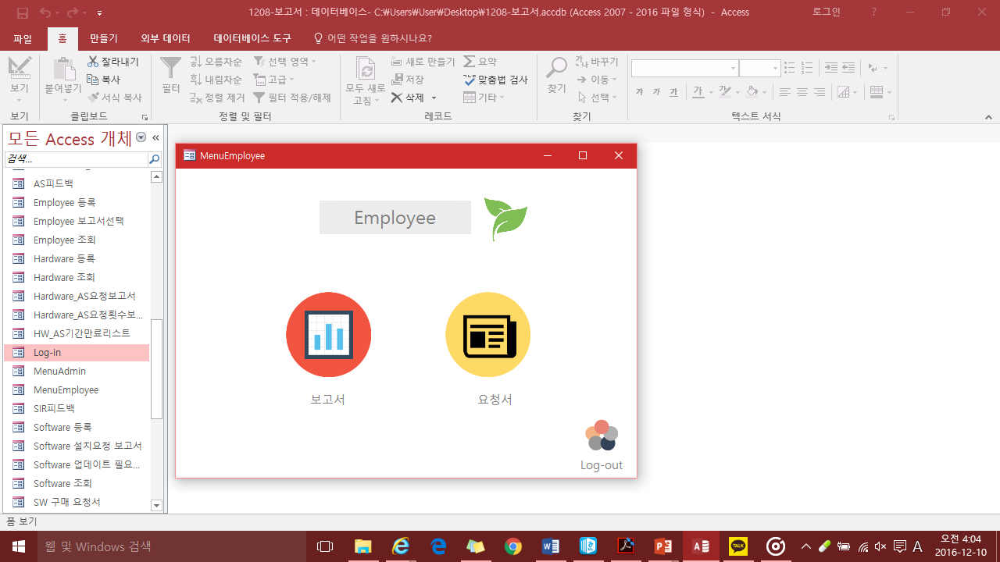 1208-보고서 : 데이터베이스- C:₩Users₩User₩Desktop₩1208-보고서.accdb (Access 2007 - 2016 파일 형식) - Access
로그인
?
파일
홈
만들기
외부 데이터
데이터베이스 도구
어떤 작업을 원하시나요?
보기
보기
붙여넣기
잘라내기
복사
서식 복사
클립보드
필터
오름차순
내림차순
정렬 제거
선택 영역
고급
필터 적용/해제
정렬 및 필터
모두 새로
고침
새로 만들기
저장
삭제
요약
맞춤법 검사
기타
레코드
찾기
바꾸기
이동
선택
찾기
가 가 가 가
텍스트 서식
모든 Access 개체
검색...
AS피드백
Employee 등록
Employee 보고서선택
Employee 조회
Hardware 등록
Hardware 조회
Hardware_AS요청보고서
Hardware_AS요청횟수보...
HW_AS기간만료리스트
Log-in
MenuAdmin
MenuEmployee
SIR피드백
Software 등록
Software 설치요청 보고서
Software 업데이트 필요...
Software 조회
SW 구매 요청서
MenuEmployee
Employee
보고서
요청서
Log-out
폼 보기
웹 및 Windows 검색
TALK
A
오전 4:04
2016-12-10